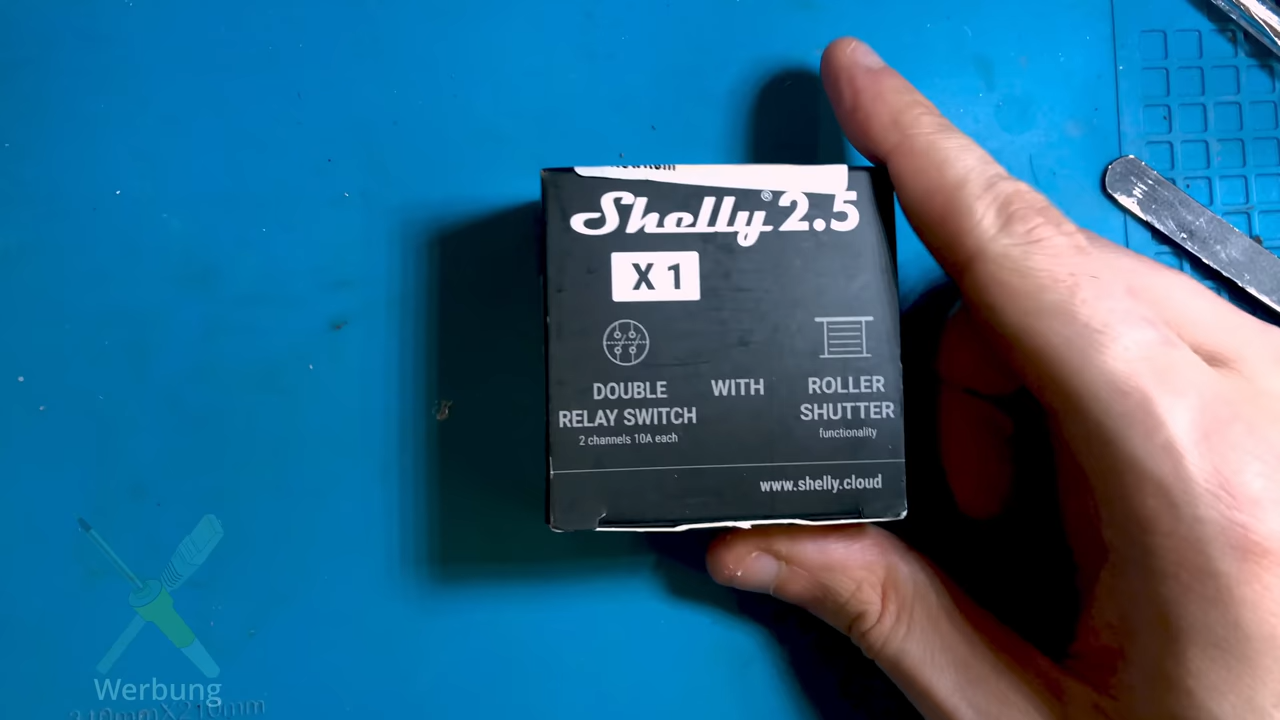 Shelly® 2.5
X 1
DOUBLE RELAY SWITCH
2 channels 10A each
WITH
ROLLER SHUTTER
functionality
www.shelly.cloud
Werbung
310mmX210mm